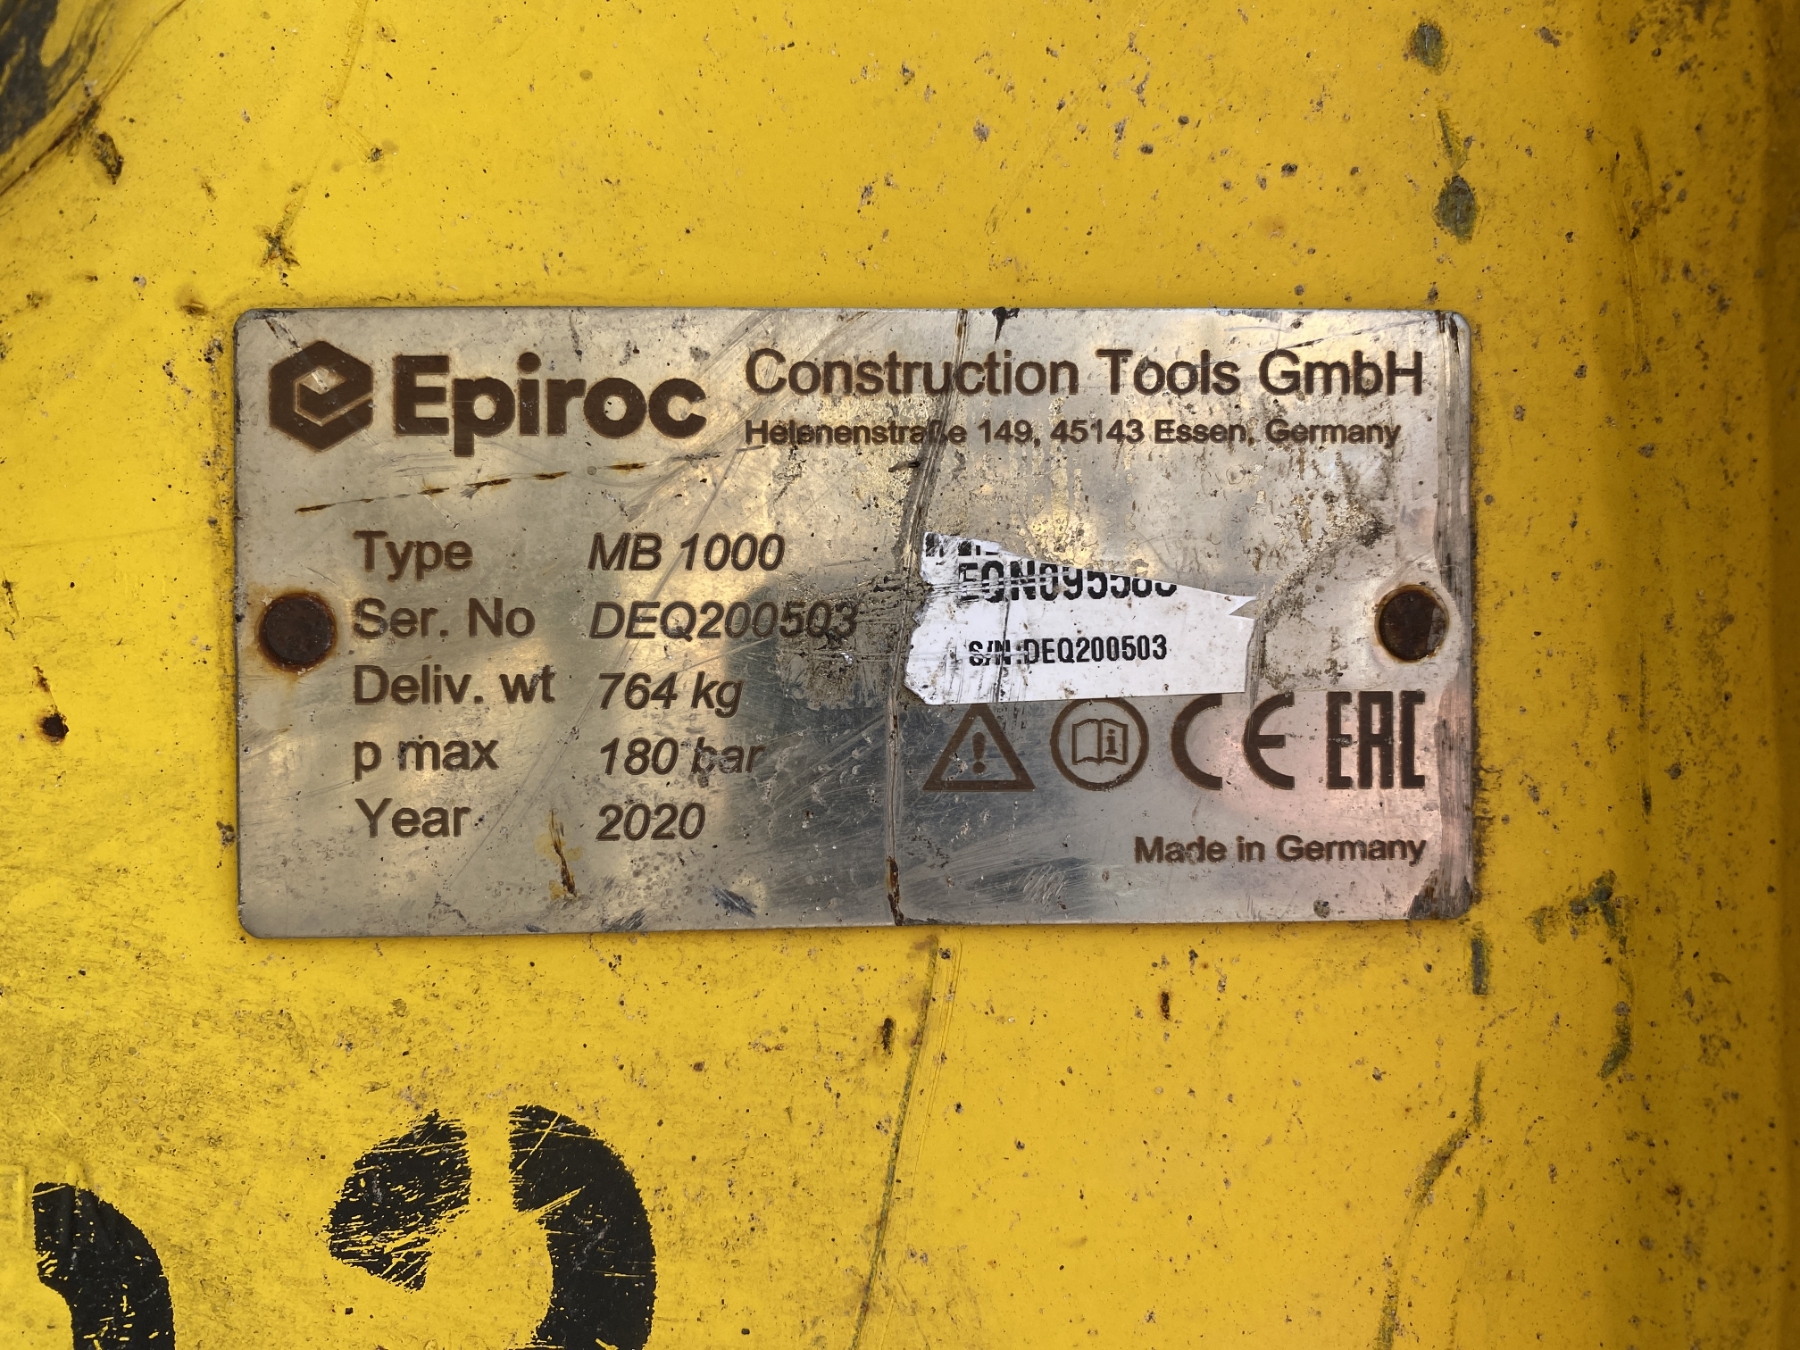 Epiroc Construction Tools GmbH
Helenenstraße 149, 45143 Essen, Germany
Type MB 1000
Ser. No DEQ200503
Deliv. wt 764 kg
p max 180 bar
Year 2020
S/N:DEQ200503
CE EAC
Made in Germany